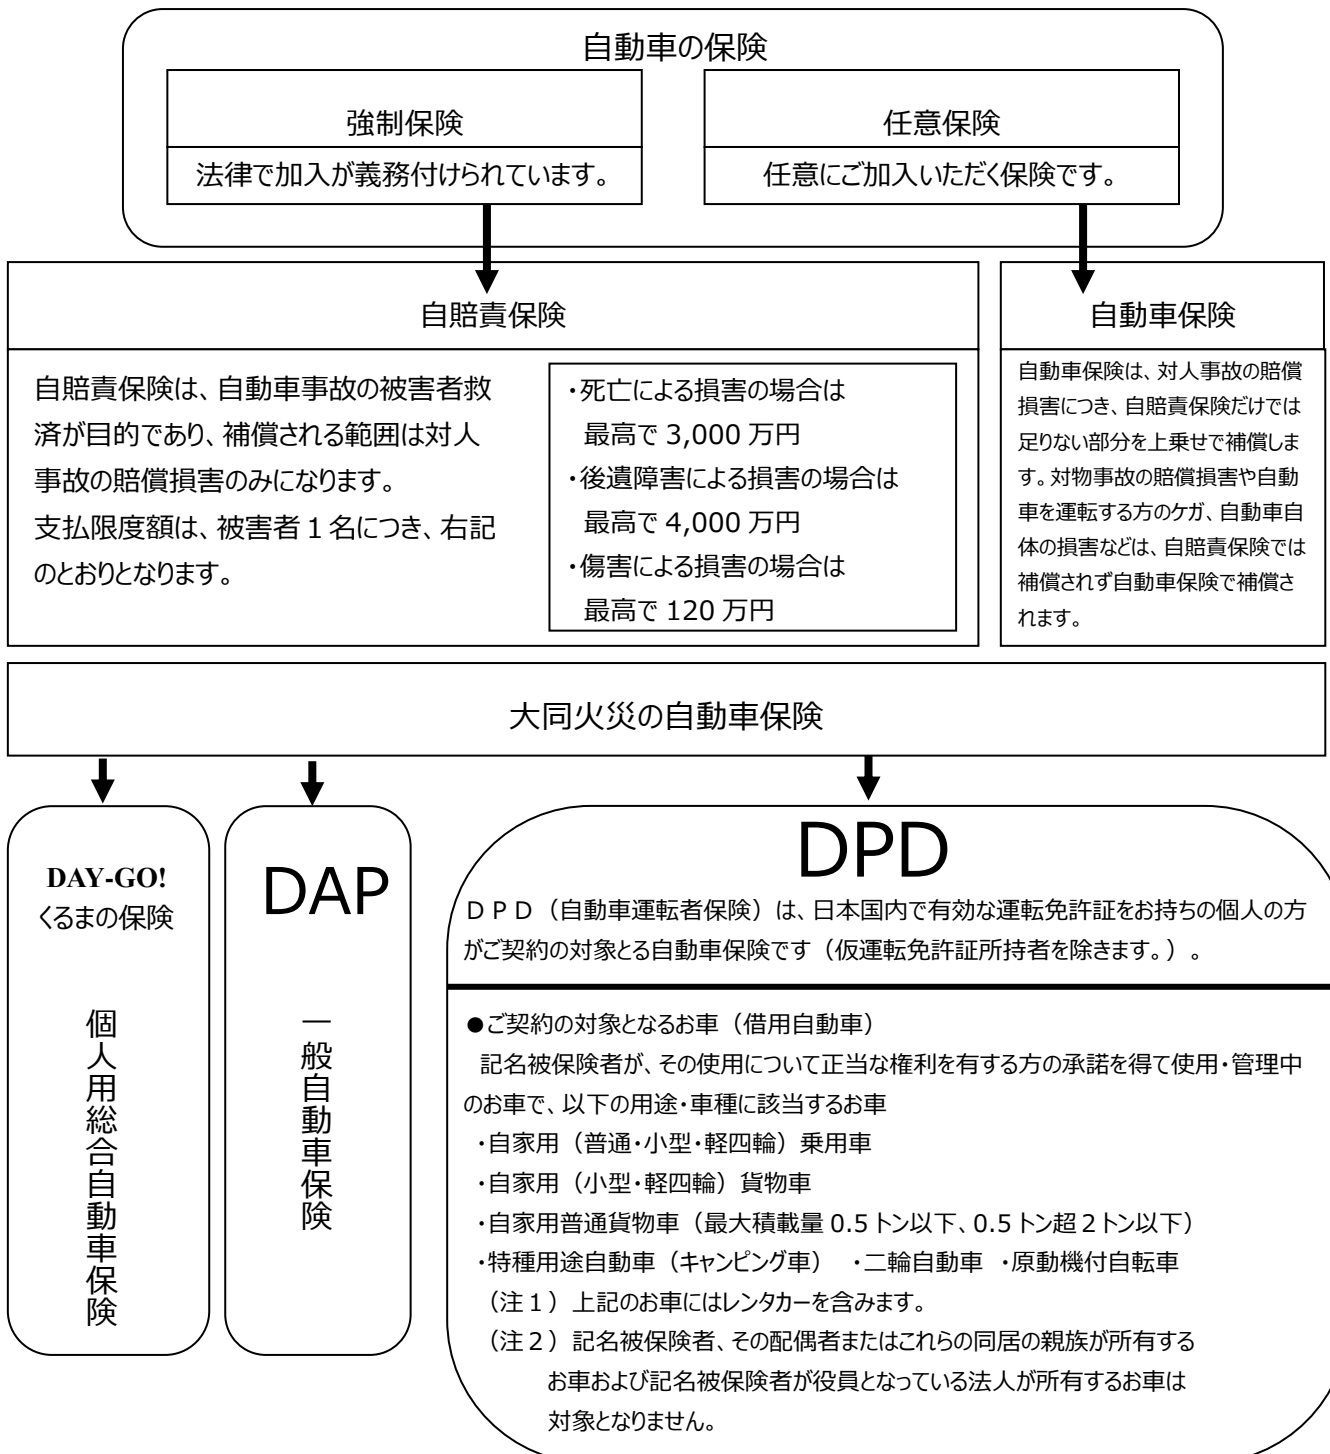 自動車の保険
強制保険
法律で加入が義務付けられています。
任意保険
任意にご加入いただく保険です。
自賠責保険
自賠責保険は、自動車事故の被害者救
済が目的であり、補償される範囲は対人
事故の賠償損害のみになります。
支払限度額は、被害者1名につき、右記
のとおりとなります。
・死亡による損害の場合は
最高で 3,000 万円
・後遺障害による損害の場合は
最高で 4,000 万円
・傷害による損害の場合は
最高で 120 万円
自動車保険
自動車保険は、対人事故の賠償
損害につき、自賠責保険だけでは
足りない部分を上乗せで補償しま
す。対物事故の賠償損害や自動
車を運転する方のケガ、自動車自
体の損害などは、自賠責保険では
補償されず自動車保険で補償さ
れます。
大同火災の自動車保険
DAY-GO!
くるまの保険
個人用総合自動車保険
DAP
一般自動車保険
DPD
DPD(自動車運転者保険)は、日本国内で有効な運転免許証をお持ちの個人の方
がご契約の対象とる自動車保険です(仮運転免許証所持者を除きます。)。
●ご契約の対象となるお車(借用自動車)
記名被保険者が、その使用について正当な権利を有する方の承諾を得て使用・管理中
のお車で、以下の用途・車種に該当するお車
・自家用(普通・小型・軽四輪)乗用車
・自家用(小型・軽四輪)貨物車
・自家用普通貨物車(最大積載量 0.5 トン以下、0.5 トン超2トン以下)
・特種用途自動車(キャンピング車) ・二輪自動車 ・原動機付自転車
(注1)上記のお車にはレンタカーを含みます。
(注2)記名被保険者、その配偶者またはこれらの同居の親族が所有する
お車および記名被保険者が役員となっている法人が所有するお車は
対象となりません。